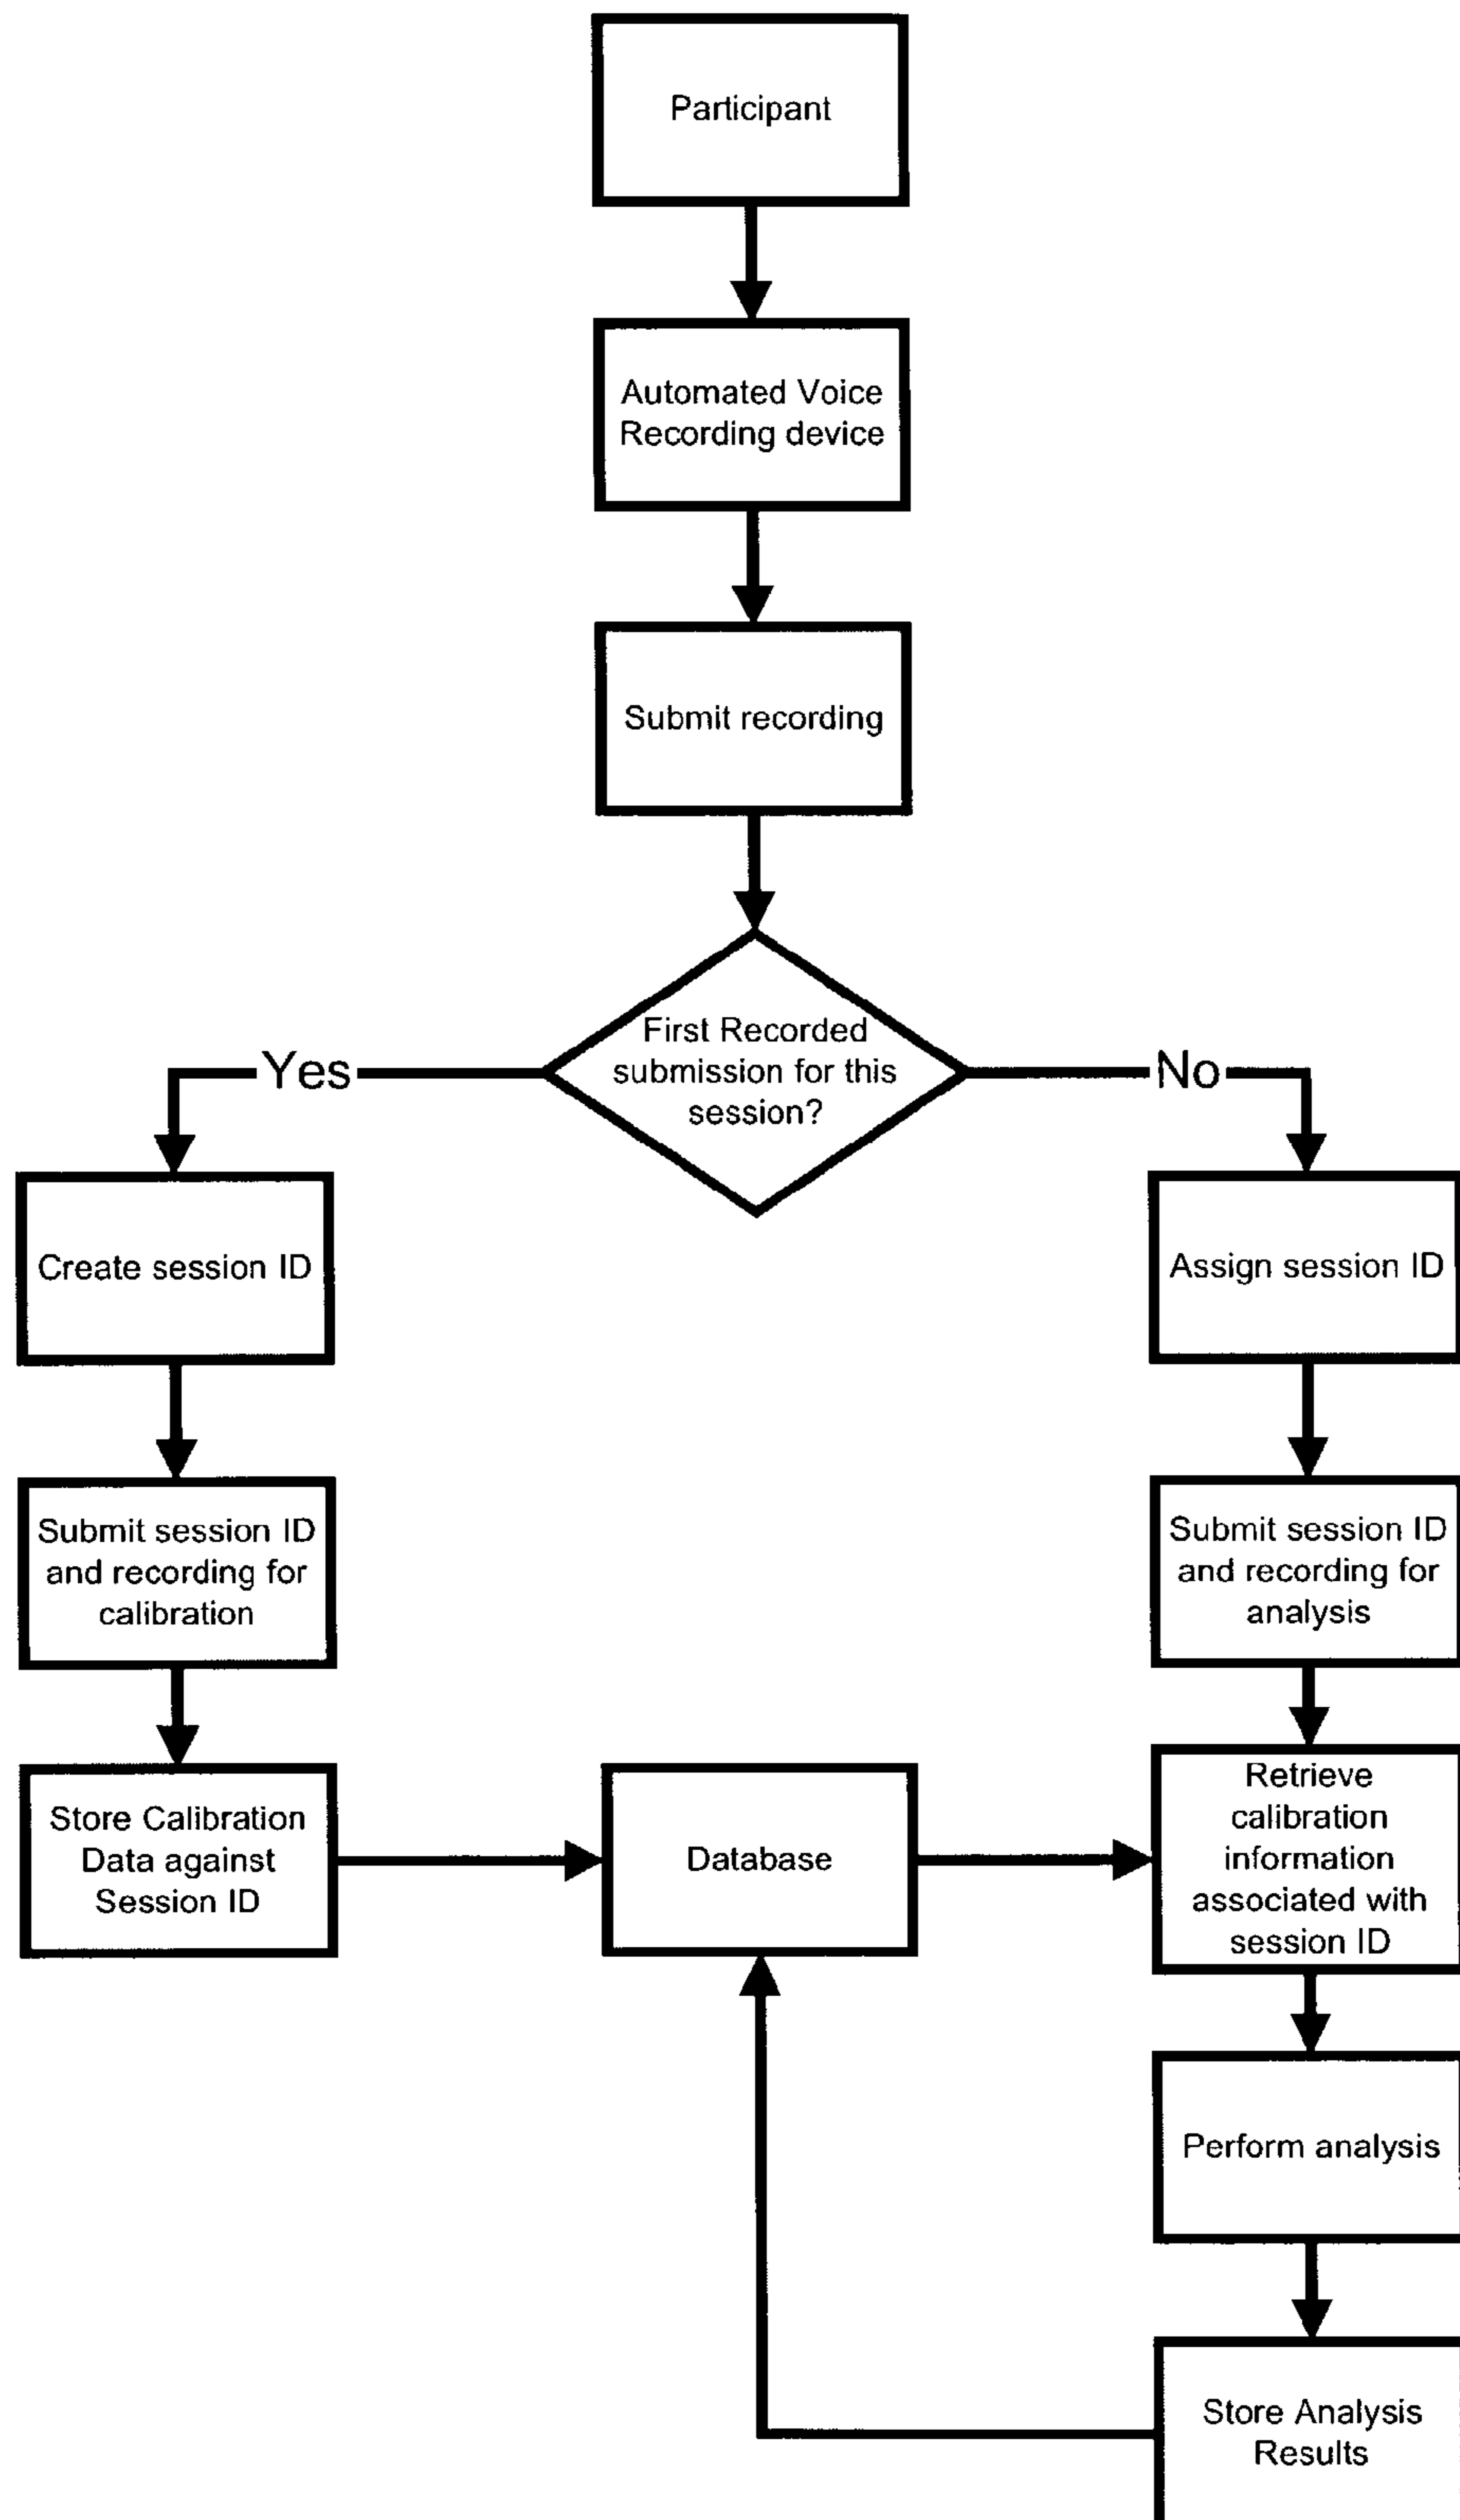 Participant
Automated Voice
Recording device
Submit recording
First Recorded
submission for this
session?
Yes
No
Create session ID
Assign session ID
Submit session ID
and recording for
calibration
Submit session ID
and recording for
analysis
Store Calibration
Data against
Session ID
Database
Retrieve
calibration
information
associated with
session ID
Perform analysis
Store Analysis
Results